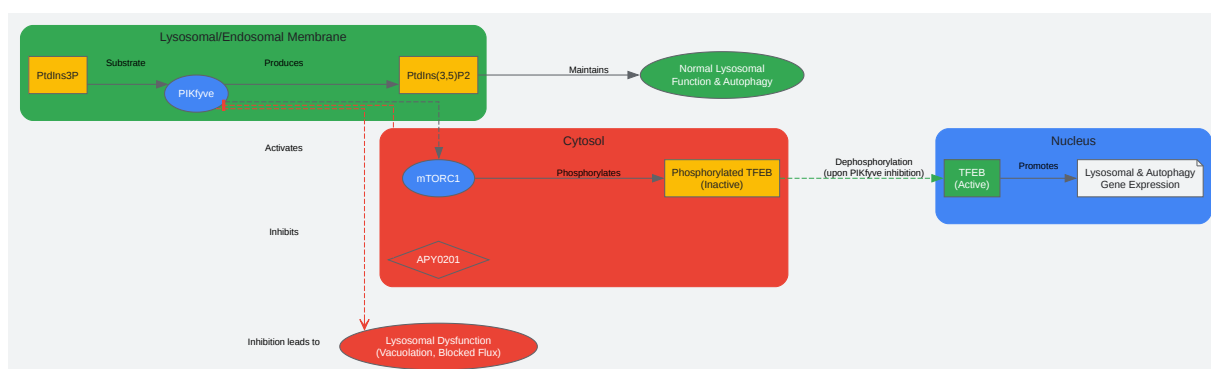 Lysosomal/Endosomal Membrane
PtdIns3P
Substrate
PIKfyve
Produces
PtdIns(3,5)P2
Maintains
Normal Lysosomal
Function & Autophagy
Activates
Cytosol
mTORC1
Phosphorylates
Phosphorylated TFEB
(Inactive)
Dephosphorylation
(upon PIKfyve inhibition)
Nucleus
TFEB
(Active)
Promotes
Lysosomal & Autophagy
Gene Expression
Inhibits
APY0201
Inhibition leads to
Lysosomal Dysfunction
(Vacuolation, Blocked Flux)